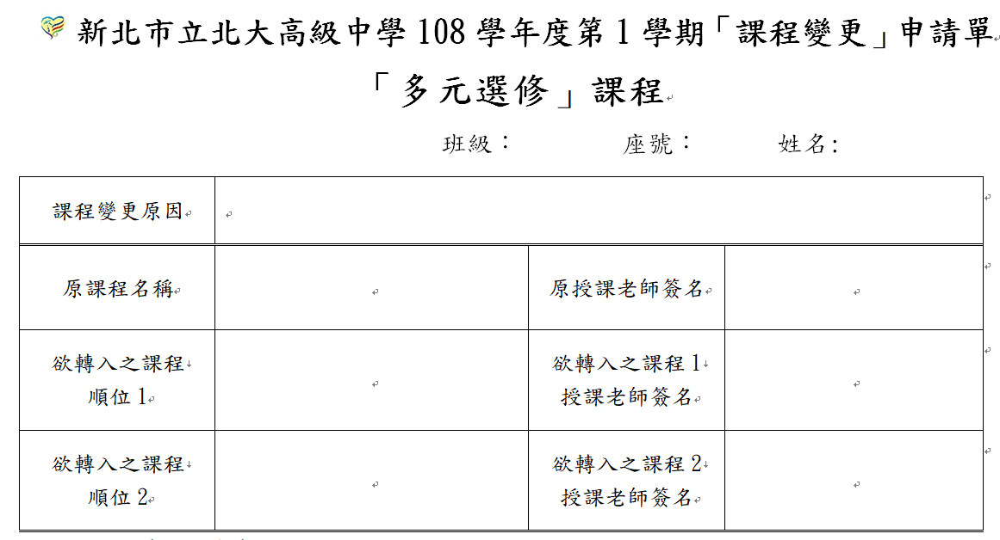 新北市立北大高級中學 108 學年度第 1 學期「課程變更」申請單
「多元選修」課程
班級： 座號： 姓名:
課程變更原因
原課程名稱 原授課老師簽名
欲轉入之課程 欲轉入之課程 1
順位 1 授課老師簽名
欲轉入之課程 欲轉入之課程 2
順位 2 授課老師簽名